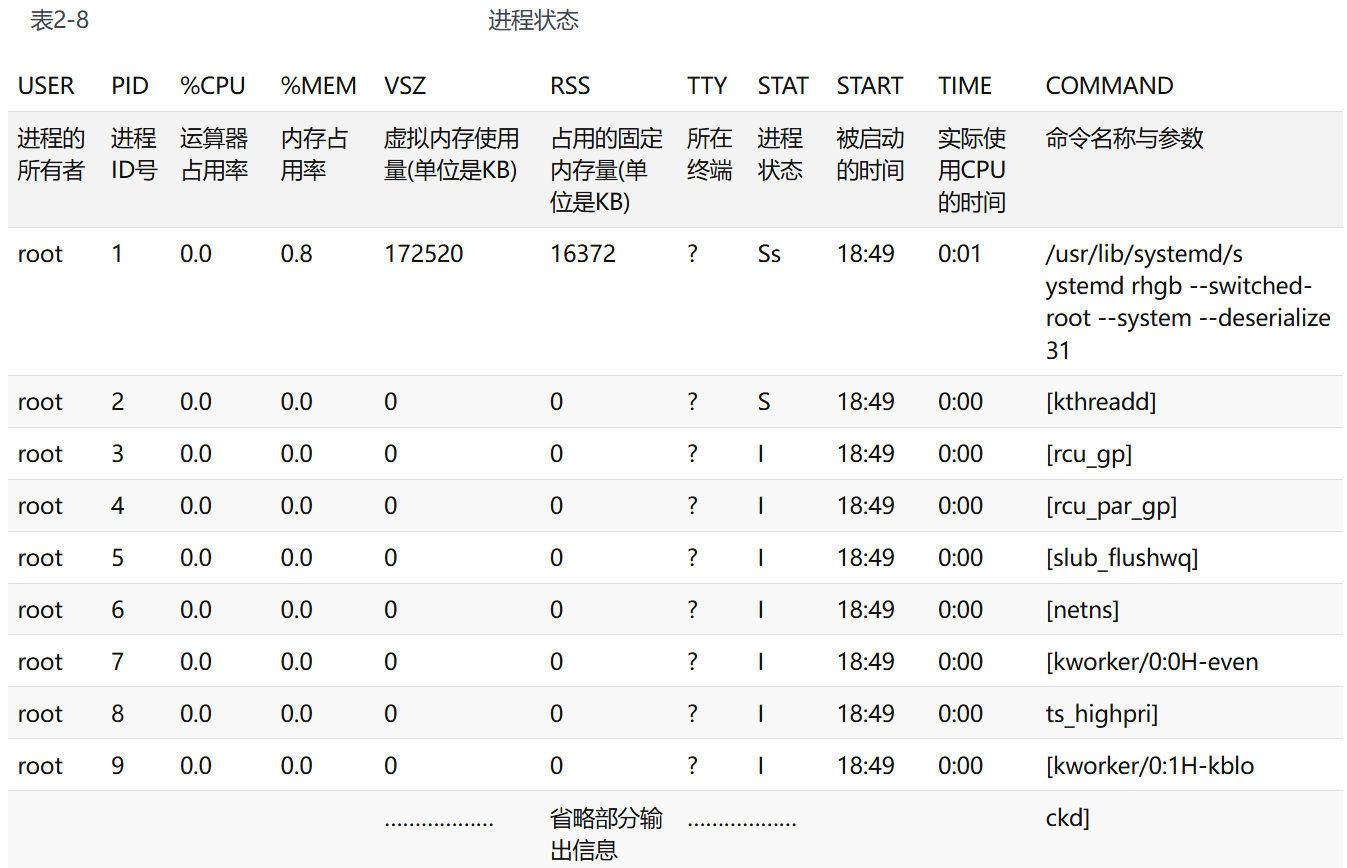 表2-8 进程状态
USER PID %CPU %MEM VSZ RSS TTY STAT START TIME COMMAND
进程的 进程 运算器 内存占 虚拟内存使用 占用的固定 所在 进程 被启动 实际使 命令名称与参数
所有者 ID号 占用率 用率 量(单位是KB) 内存量(单 终端 状态 的时间 用CPU
位是KB) 的时间
root 1 0.0 0.8 172520 16372 ? Ss 18:49 0:01 /usr/lib/systemd/s
ystemd rhgb --switched-
root --system --deserialize
31
root 2 0.0 0.0 0 0 ? S 18:49 0:00 [kthreadd]
root 3 0.0 0.0 0 0 ? I 18:49 0:00 [rcu_gp]
root 4 0.0 0.0 0 0 ? I 18:49 0:00 [rcu_par_gp]
root 5 0.0 0.0 0 0 ? I 18:49 0:00 [slub_flushwq]
root 6 0.0 0.0 0 0 ? I 18:49 0:00 [netns]
root 7 0.0 0.0 0 0 ? I 18:49 0:00 [kworker/0:0H-even
root 8 0.0 0.0 0 0 ? I 18:49 0:00 ts_highpri]
root 9 0.0 0.0 0 0 ? I 18:49 0:00 [kworker/0:1H-kblo
.................. 省略部分输 .................. ckd]
出信息